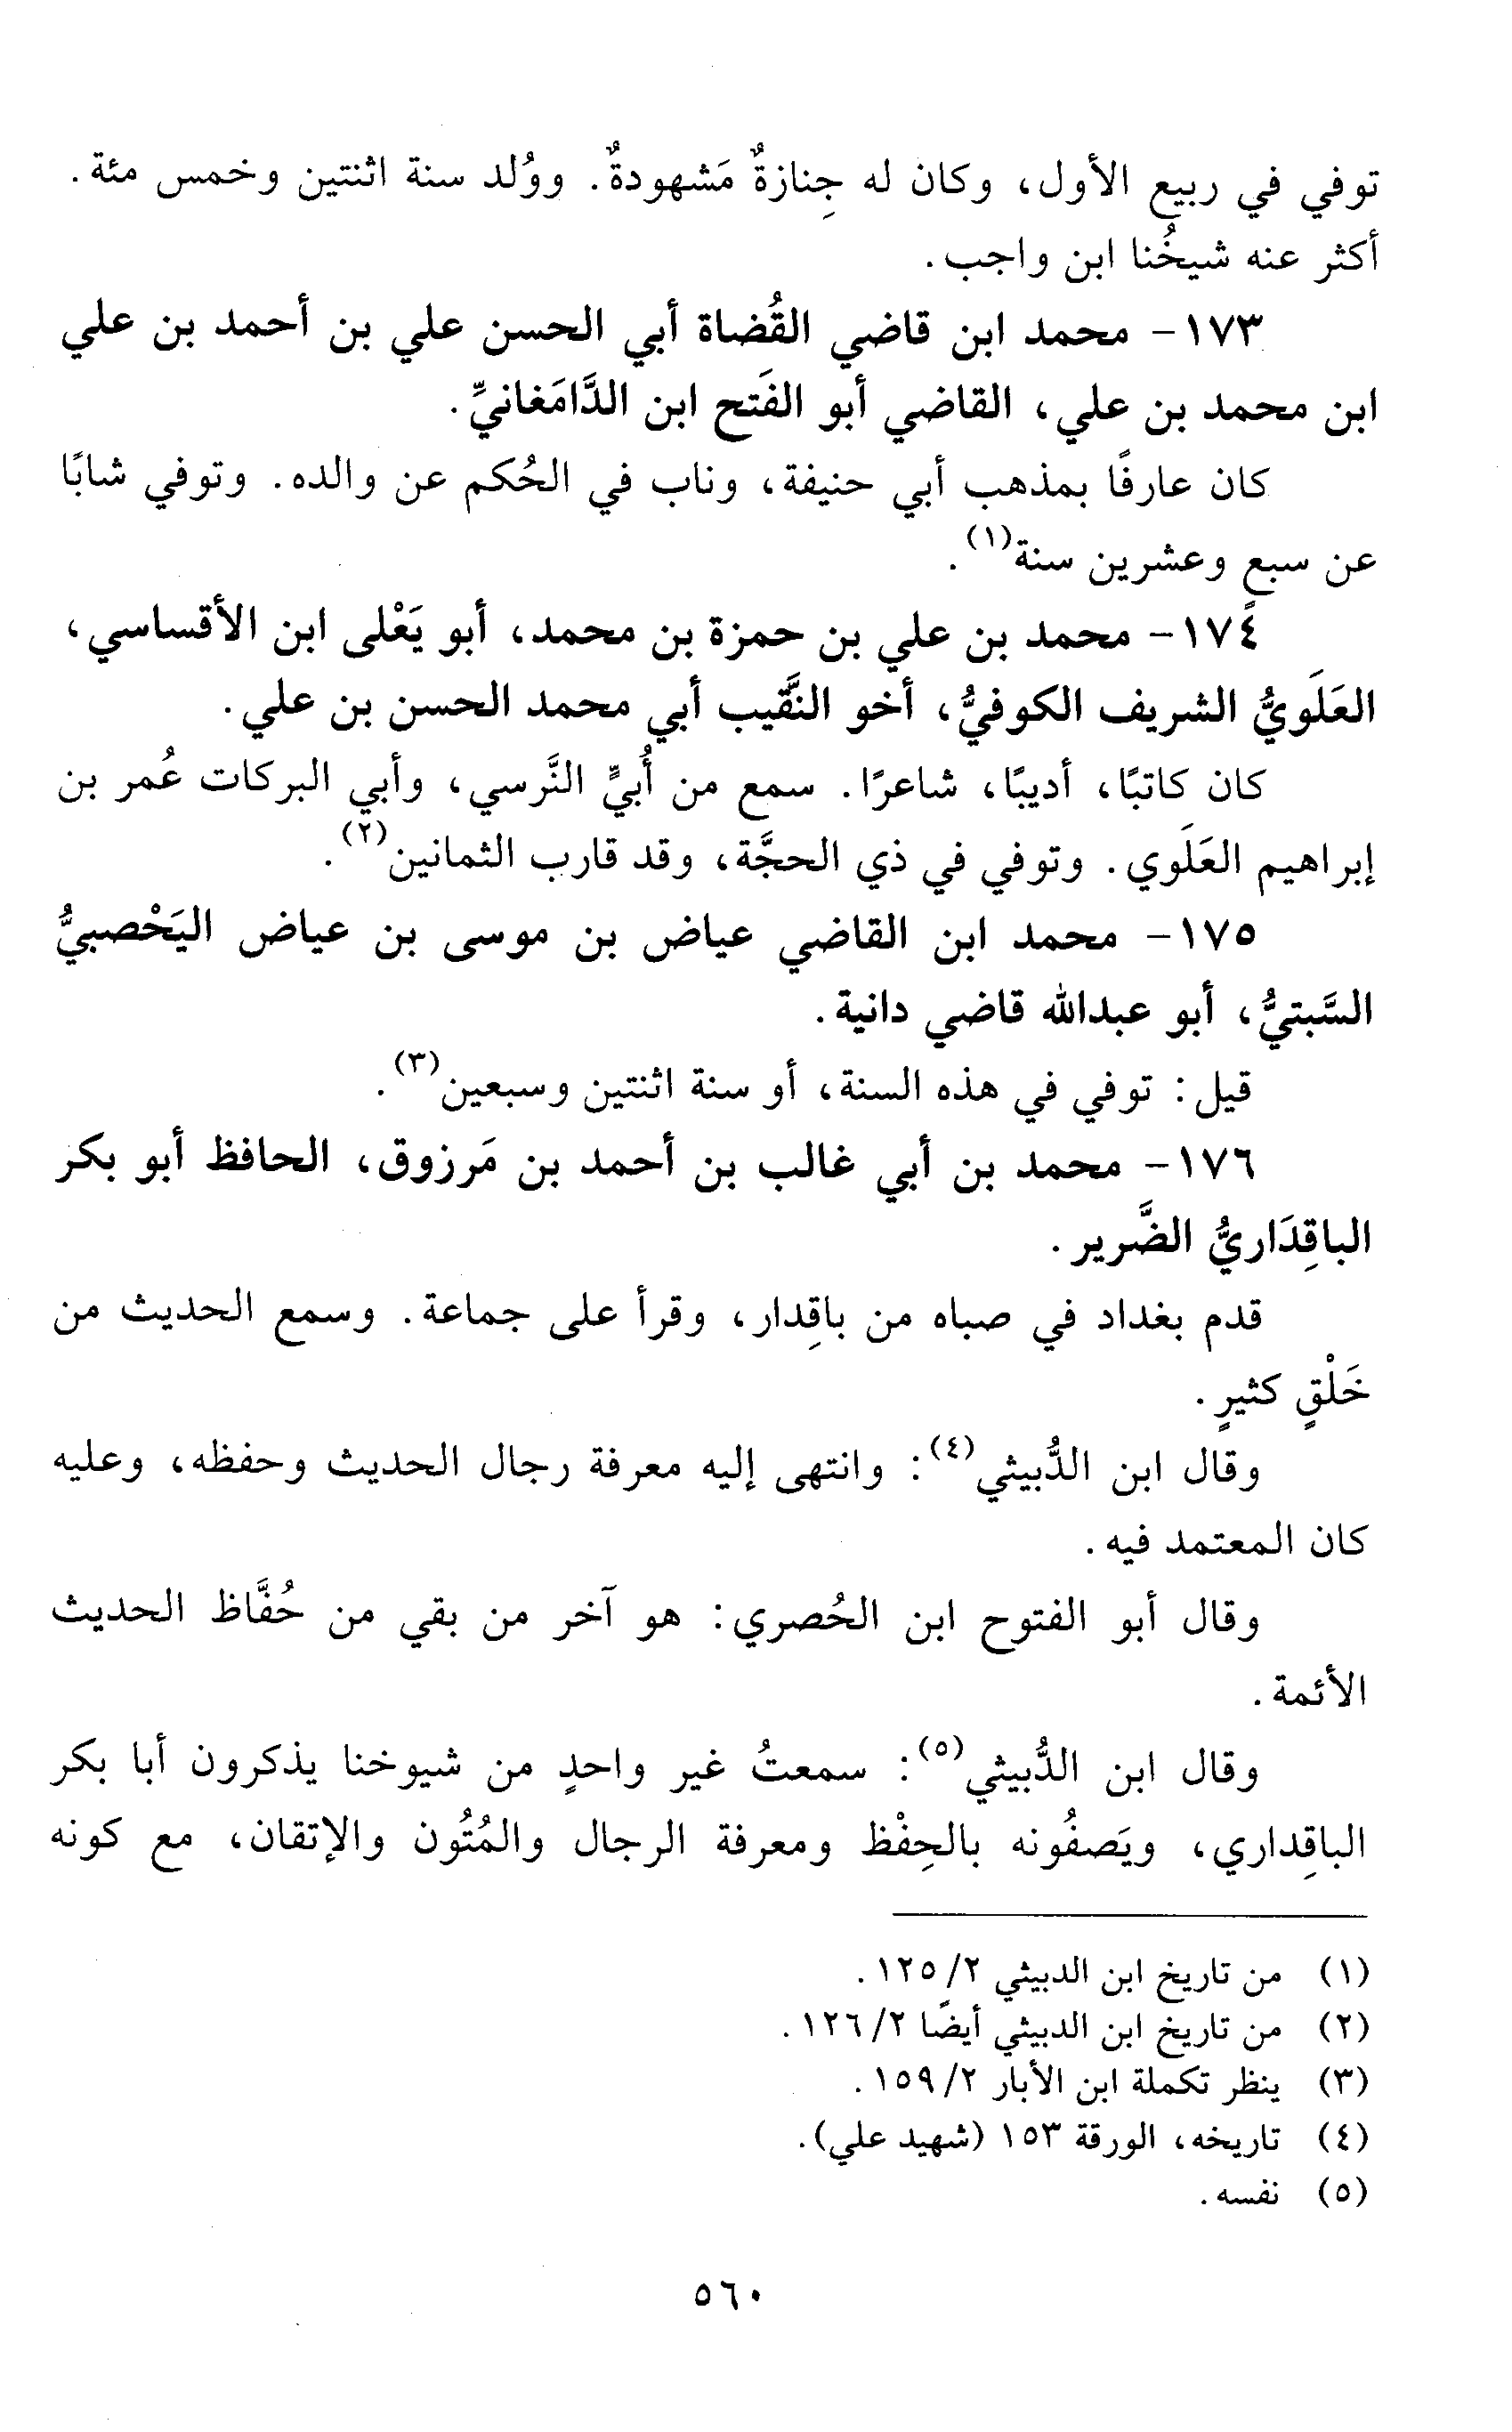 توفي في ربيع الأول، وكان له جِنازةٌ مَشهودةٌ. ووُلد سنة اثنتين وخمس مئة.
أكثر عنه شيخُنا ابن واجب.
١٧٣- محمد ابن قاضي القُضاة أبي الحسن علي بن أحمد بن علي
ابن محمد بن علي، القاضي أبو الفَتح ابن الدَّامَغانيِّ.
كان عارفًا بمذهب أبي حنيفة، وناب في الحُكم عن والده. وتوفي شابًا
عن سبع وعشرين سنة(١).
١٧٤- محمد بن علي بن حمزة بن محمد، أبو يَعْلى ابن الأقساسي،
العَلَويُّ الشريف الكوفيُّ، أخو النَّقيب أبي محمد الحسن بن علي.
كان كاتبًا، أديبًا، شاعرًا. سمع من أُبيٍّ النَّرسي، وأبي البركات عُمر بن
إبراهيم العَلَوي. وتوفي في ذي الحجَّة، وقد قارب الثمانين(٢).
١٧٥- محمد ابن القاضي عياض بن موسى بن عياض اليَحْصبيُّ
السَّبتيُّ، أبو عبدالله قاضي دانية.
قيل: توفي في هذه السنة، أو سنة اثنتين وسبعين(٣).
١٧٦- محمد بن أبي غالب بن أحمد بن مَرزوق، الحافظ أبو بكر
الباقِدَاريُّ الضَّرير.
قدم بغداد في صباه من باقِدار، وقرأ على جماعة. وسمع الحديث من
خَلْقٍ كثيرٍ.
وقال ابن الدُّبيثي(٤): وانتهى إليه معرفة رجال الحديث وحفظه، وعليه
كان المعتمد فيه.
وقال أبو الفتوح ابن الحُصري: هو آخر من بقي من حُفَّاظ الحديث
الأئمة.
وقال ابن الدُّبيثي(٥): سمعتُ غير واحدٍ من شيوخنا يذكرون أبا بكر
الباقِداري، ويَصفُونه بالحِفْظ ومعرفة الرجال والمُتُون والإتقان، مع كونه
(١) من تاريخ ابن الدبيثي ٢/ ١٢٥.
(٢) من تاريخ ابن الدبيثي أيضًا ٢/ ١٢٦.
(٣) ينظر تكملة ابن الأبار ٢/ ١٥٩.
(٤) تاريخه، الورقة ١٥٣ (شهيد علي).
(٥) نفسه.
٥٦٠